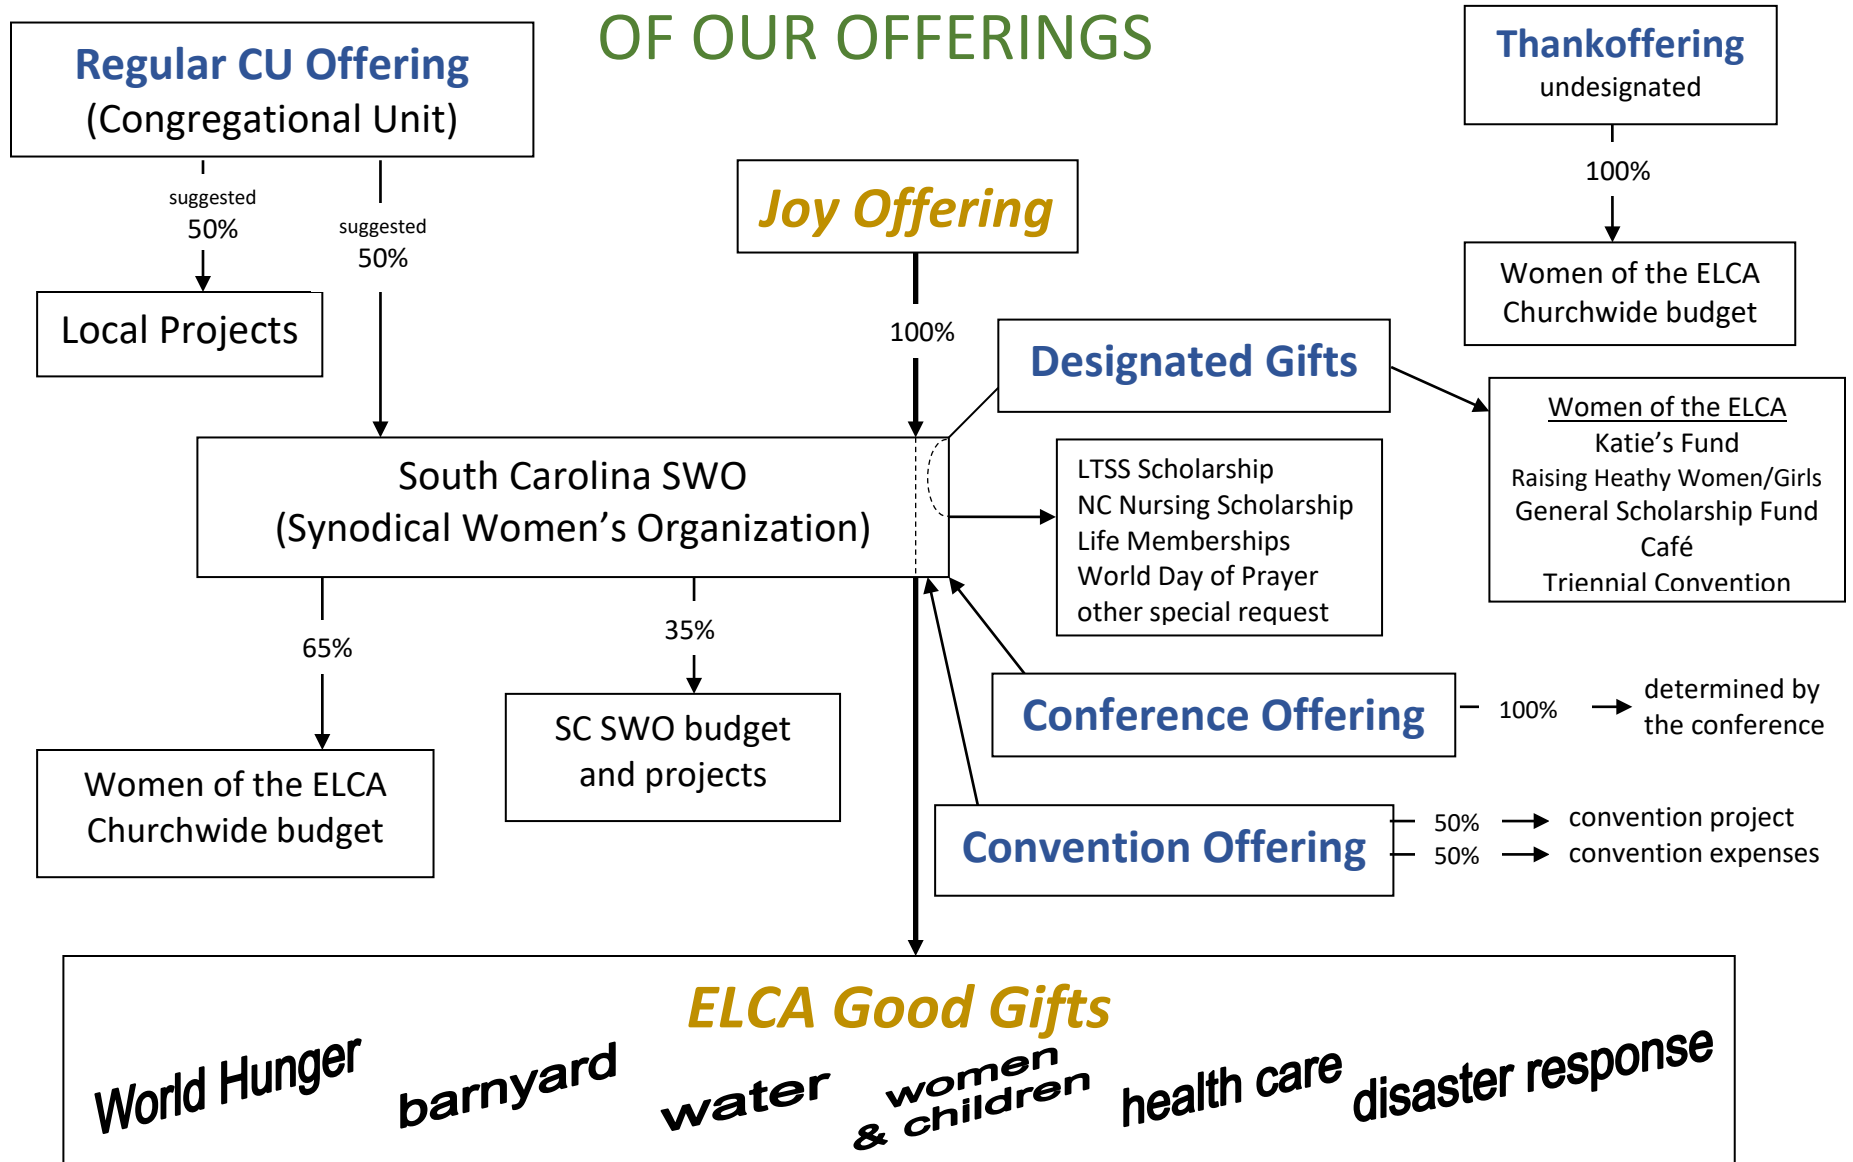 OF OUR OFFERINGS
Regular CU Offering
(Congregational Unit)
Thankoffering
undesignated
suggested
50%
suggested
50%
Joy Offering
100%
100%
Local Projects
Women of the ELCA
Churchwide budget
Designated Gifts
Women of the ELCA
Katie’s Fund
Raising Heathy Women/Girls
General Scholarship Fund
Café
Triennial Convention
South Carolina SWO
(Synodical Women’s Organization)
LTSS Scholarship
NC Nursing Scholarship
Life Memberships
World Day of Prayer
other special request
65%
35%
Women of the ELCA
Churchwide budget
SC SWO budget
and projects
Conference Offering
100%
determined by
the conference
Convention Offering
50%
convention project
50%
convention expenses
ELCA Good Gifts
World Hunger
barnyard
water
women
& children
health care
disaster response